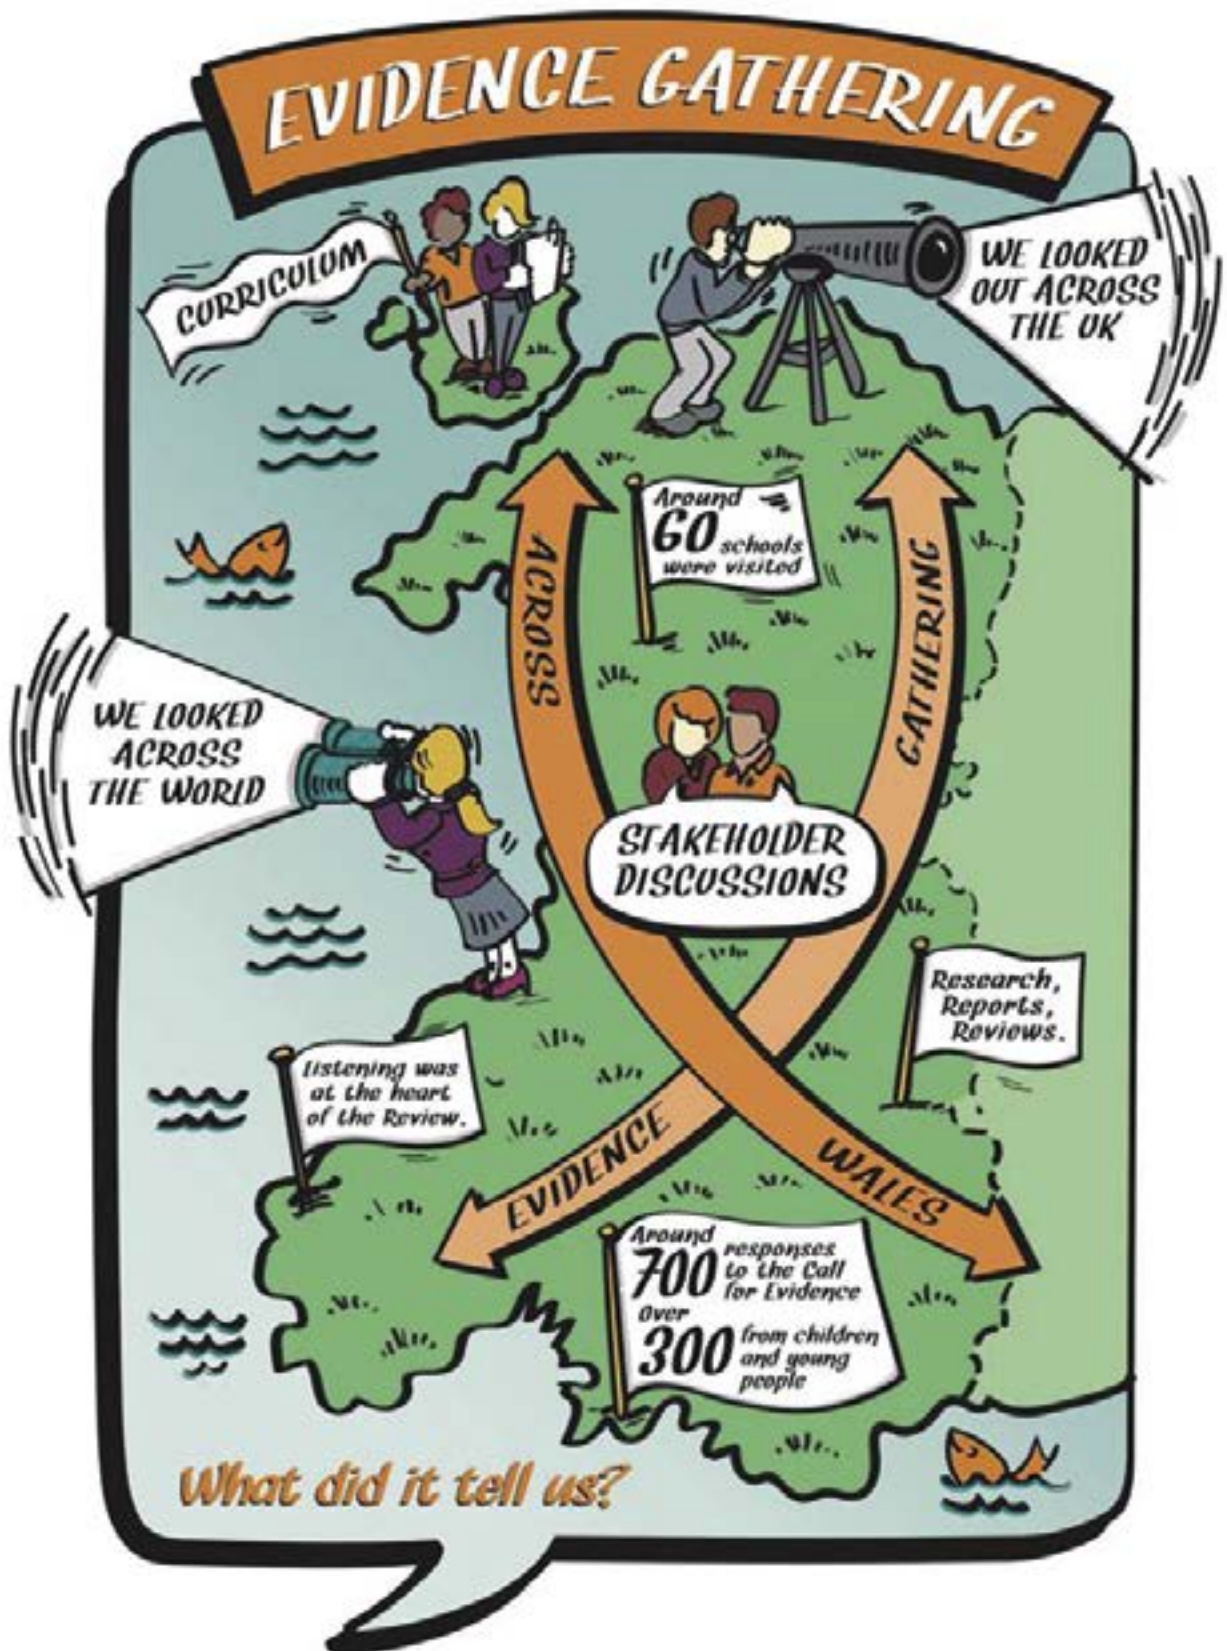 EVIDENCE GATHERING
CURRICULUM
WE LOOKED
OUT ACROSS
THE UK
Around
60 schools
were visited
ACROSS
GATHERING
WE LOOKED
ACROSS
THE WORLD
STAKEHOLDER
DISCUSSIONS
Research,
Reports,
Reviews.
Listening was
at the heart
of the Review.
EVIDENCE
WALES
Around
700 responses
to the Call
for Evidence
Over
300 from children
and young
people
What did it tell us?